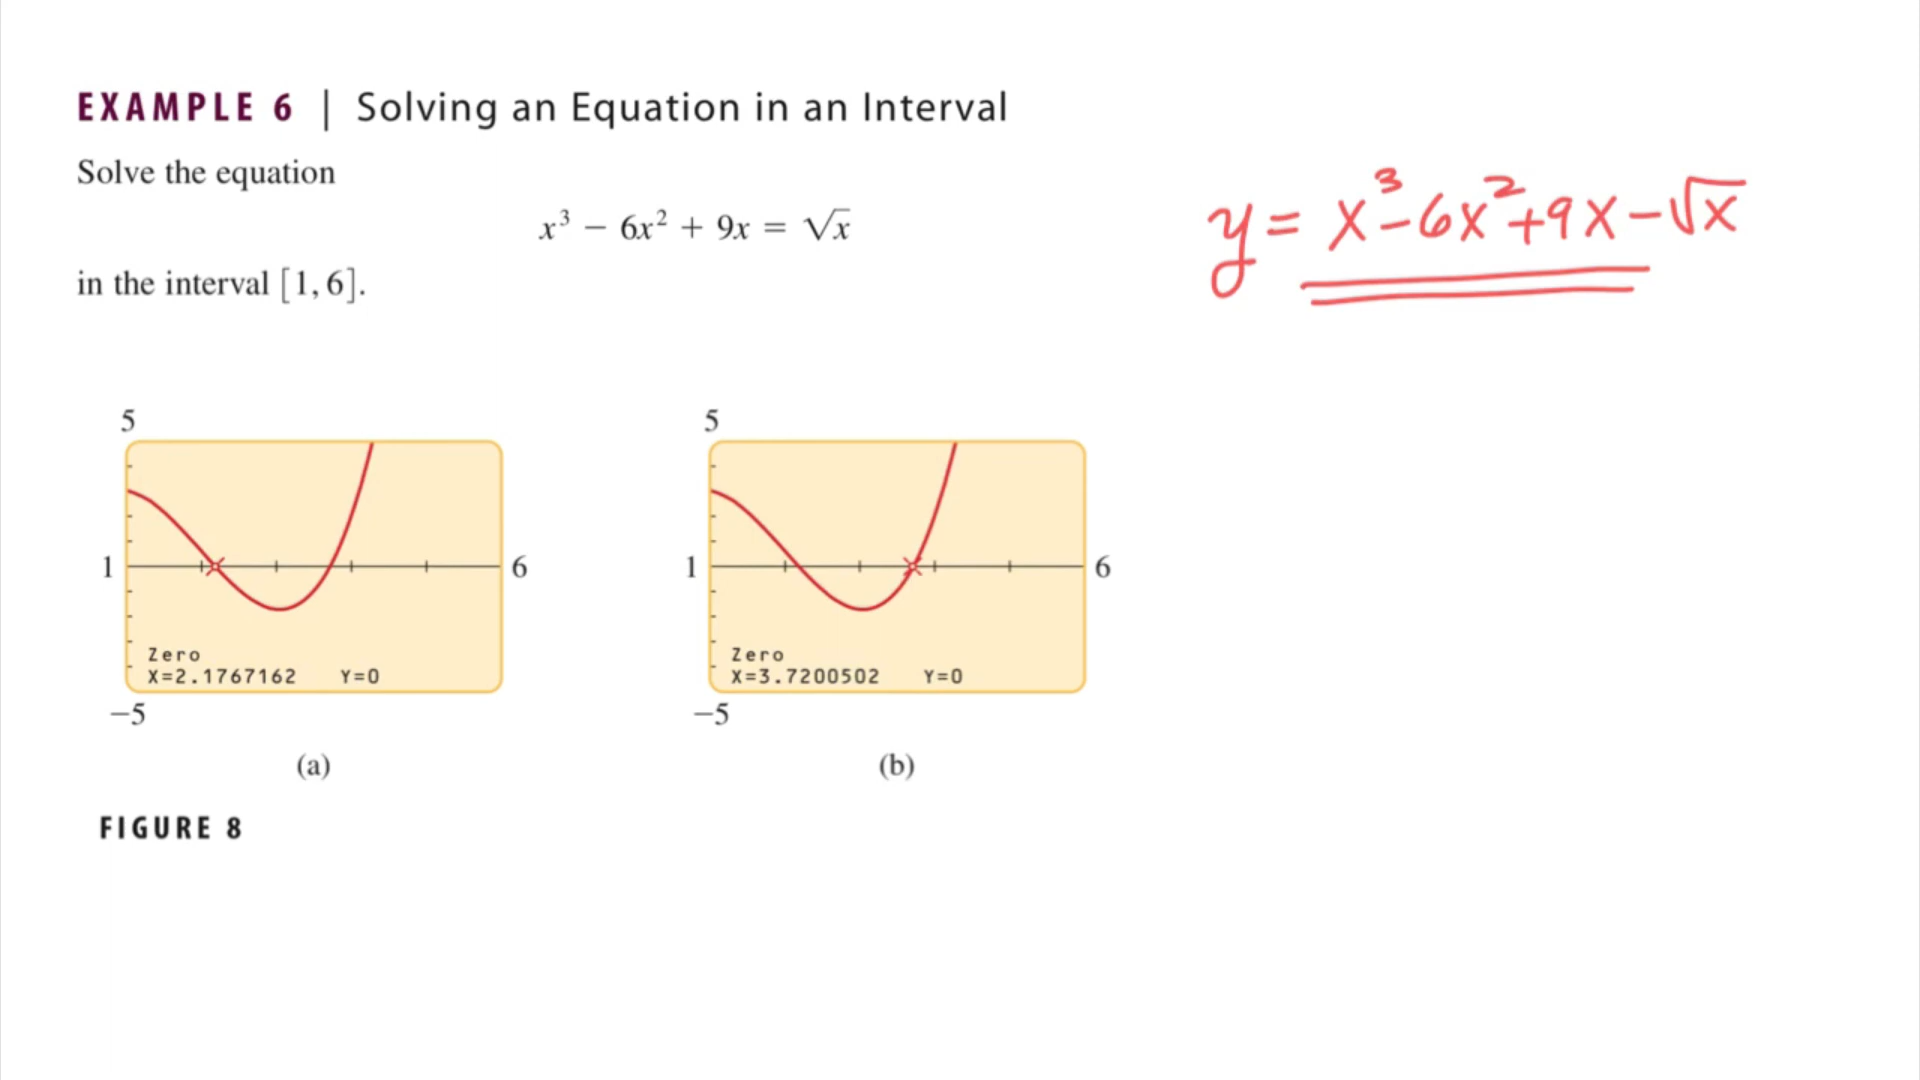 EXAMPLE 6 | Solving an Equation in an Interval
Solve the equation
x³ − 6x² + 9x = √x
in the interval [1, 6].
y = x³-6x²+9x-√x
5
1
6
Zero
X=2.1767162 Y=0
−5
(a)
5
1
6
Zero
X=3.7200502 Y=0
−5
(b)
FIGURE 8